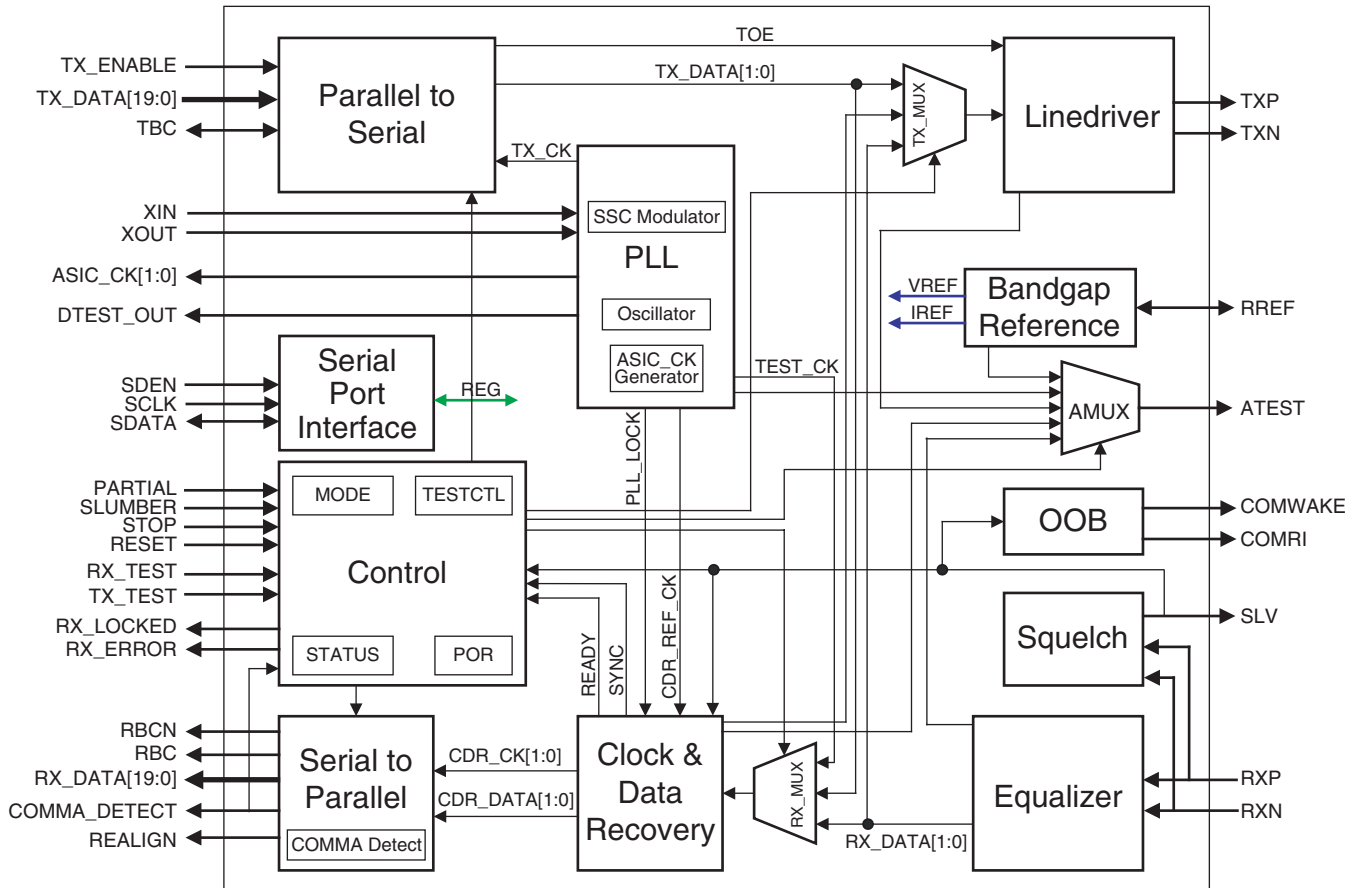 TOE
TX_ENABLE
TX_DATA[19:0]
TBC
Parallel to
Serial
TX_DATA[1:0]
TX_MUX
Linedriver
TXP
TXN
TX_CK
XIN
XOUT
SSC Modulator
PLL
ASIC_CK[1:0]
DTEST_OUT
Oscillator
ASIC_CK
Generator
VREF
IREF
Bandgap
Reference
RREF
TEST_CK
SDEN
SCLK
SDATA
Serial
Port
Interface
REG
AMUX
ATEST
PLL_LOCK
CDR_REF_CK
PARTIAL
SLUMBER
STOP
RESET
RX_TEST
TX_TEST
RX_LOCKED
RX_ERROR
MODE
TESTCTL
Control
STATUS
POR
READY
SYNC
OOB
COMWAKE
COMRI
Squelch
SLV
RBCN
RBC
RX_DATA[19:0]
COMMA_DETECT
REALIGN
Serial to
Parallel
COMMA Detect
CDR_CK[1:0]
CDR_DATA[1:0]
Clock &
Data
Recovery
RX_MUX
RX_DATA[1:0]
Equalizer
RXP
RXN